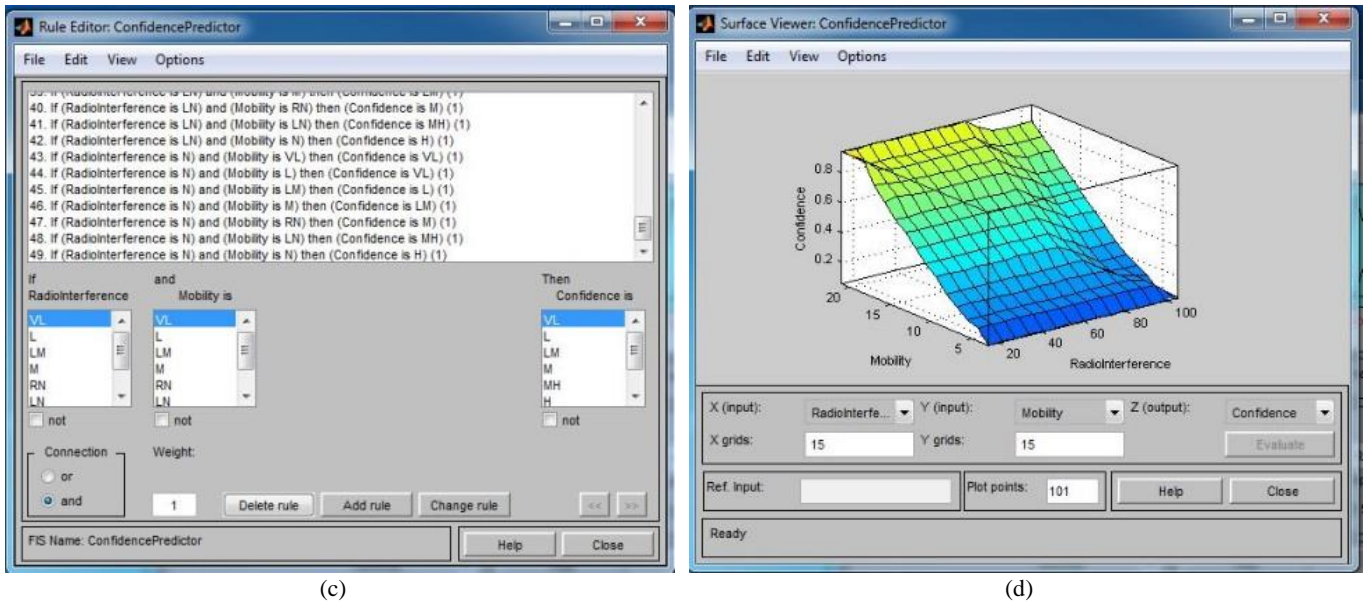 Rule Editor: ConfidencePredictor
File Edit View Options
40. If (RadioInterference is LN) and (Mobility is RN) then (Confidence is M) (1)
41. If (RadioInterference is LN) and (Mobility is LN) then (Confidence is MH) (1)
42. If (RadioInterference is LN) and (Mobility is N) then (Confidence is H) (1)
43. If (RadioInterference is N) and (Mobility is VL) then (Confidence is VL) (1)
44. If (RadioInterference is N) and (Mobility is L) then (Confidence is VL) (1)
45. If (RadioInterference is N) and (Mobility is LM) then (Confidence is L) (1)
46. If (RadioInterference is N) and (Mobility is M) then (Confidence is LM) (1)
47. If (RadioInterference is N) and (Mobility is RN) then (Confidence is M) (1)
48. If (RadioInterference is N) and (Mobility is LN) then (Confidence is MH) (1)
49. If (RadioInterference is N) and (Mobility is N) then (Confidence is H) (1)
If and Then
RadioInterference Mobility is Confidence is
VL VL VL
L L L
LM LM LM
M M M
RN RN MH
LN LN H
not not not
Connection Weight:
or
and 1 Delete rule Add rule Change rule << >>
FIS Name: ConfidencePredictor Help Close
(c)
Surface Viewer: ConfidencePredictor
File Edit View Options
0.8
0.6
0.4
0.2
Confidence
20
15
10
5
Mobility
20
40
60
80
100
RadioInterference
X (input): RadioInterfe... Y (input): Mobility Z (output): Confidence
X grids: 15 Y grids: 15 Evaluate
Ref. Input: Plot points: 101 Help Close
Ready
(d)